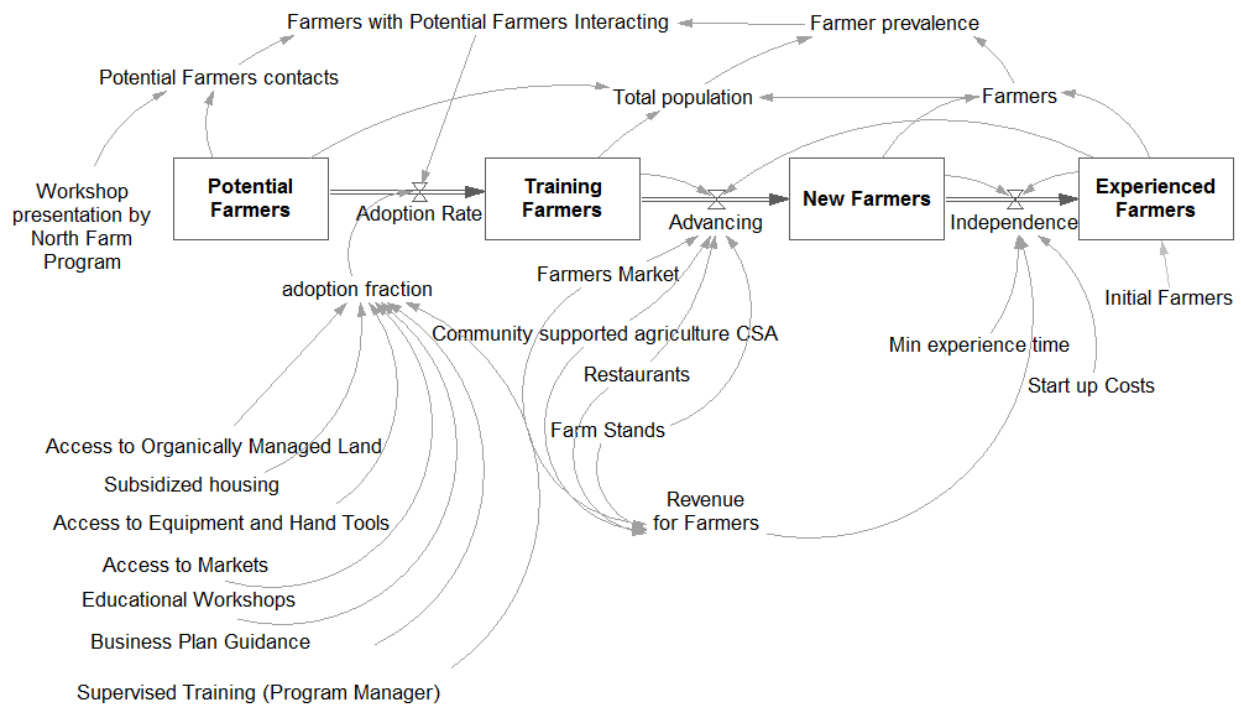 Farmers with Potential Farmers Interacting
Farmer prevalence
Potential Farmers contacts
Total population
Farmers
Workshop
presentation by
North Farm
Program
Potential
Farmers
Adoption Rate
Training
Farmers
Advancing
New Farmers
Independence
Experienced
Farmers
Initial Farmers
adoption fraction
Farmers Market
Community supported agriculture CSA
Restaurants
Farm Stands
Min experience time
Start up Costs
Revenue
for Farmers
Access to Organically Managed Land
Subsidized housing
Access to Equipment and Hand Tools
Access to Markets
Educational Workshops
Business Plan Guidance
Supervised Training (Program Manager)